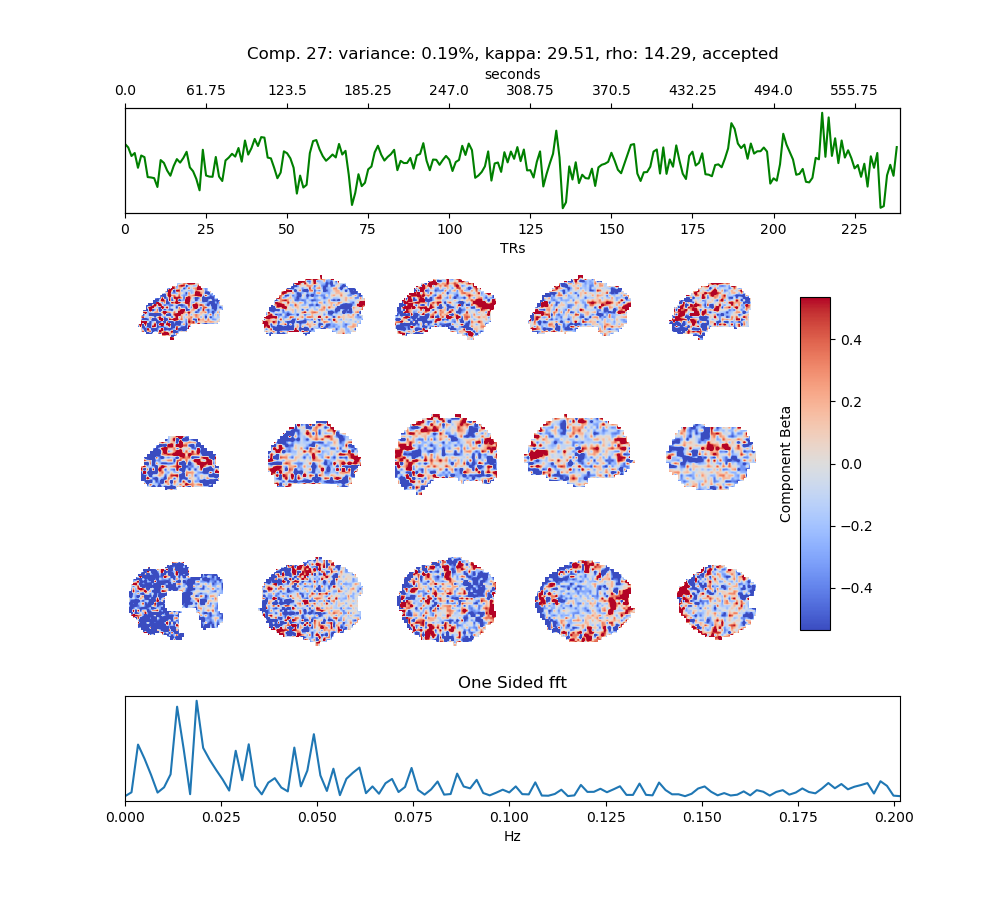 Comp. 27: variance: 0.19%, kappa: 29.51, rho: 14.29, accepted
seconds
0.0 61.75 123.5 185.25 247.0 308.75 370.5 432.25 494.0 555.75
0 25 50 75 100 125 150 175 200 225
TRs
Component Beta
0.4
0.2
0.0
−0.2
−0.4
One Sided fft
0.000 0.025 0.050 0.075 0.100 0.125 0.150 0.175 0.200
Hz